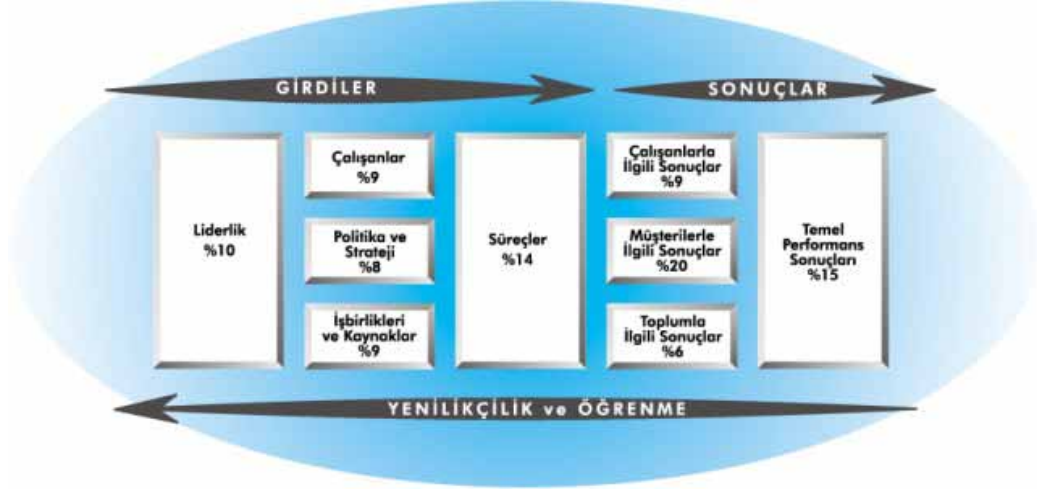 GİRDİLER
SONUÇLAR
Liderlik
%10
Çalışanlar
%9
Politika ve
Strateji
%8
İşbirlikleri
ve Kaynaklar
%9
Süreçler
%14
Çalışanlarla
İlgili Sonuçlar
%9
Müşterilerle
İlgili Sonuçlar
%20
Toplumla
İlgili Sonuçlar
%6
Temel
Performans
Sonuçları
%15
YENİLİKÇİLİK ve ÖĞRENME